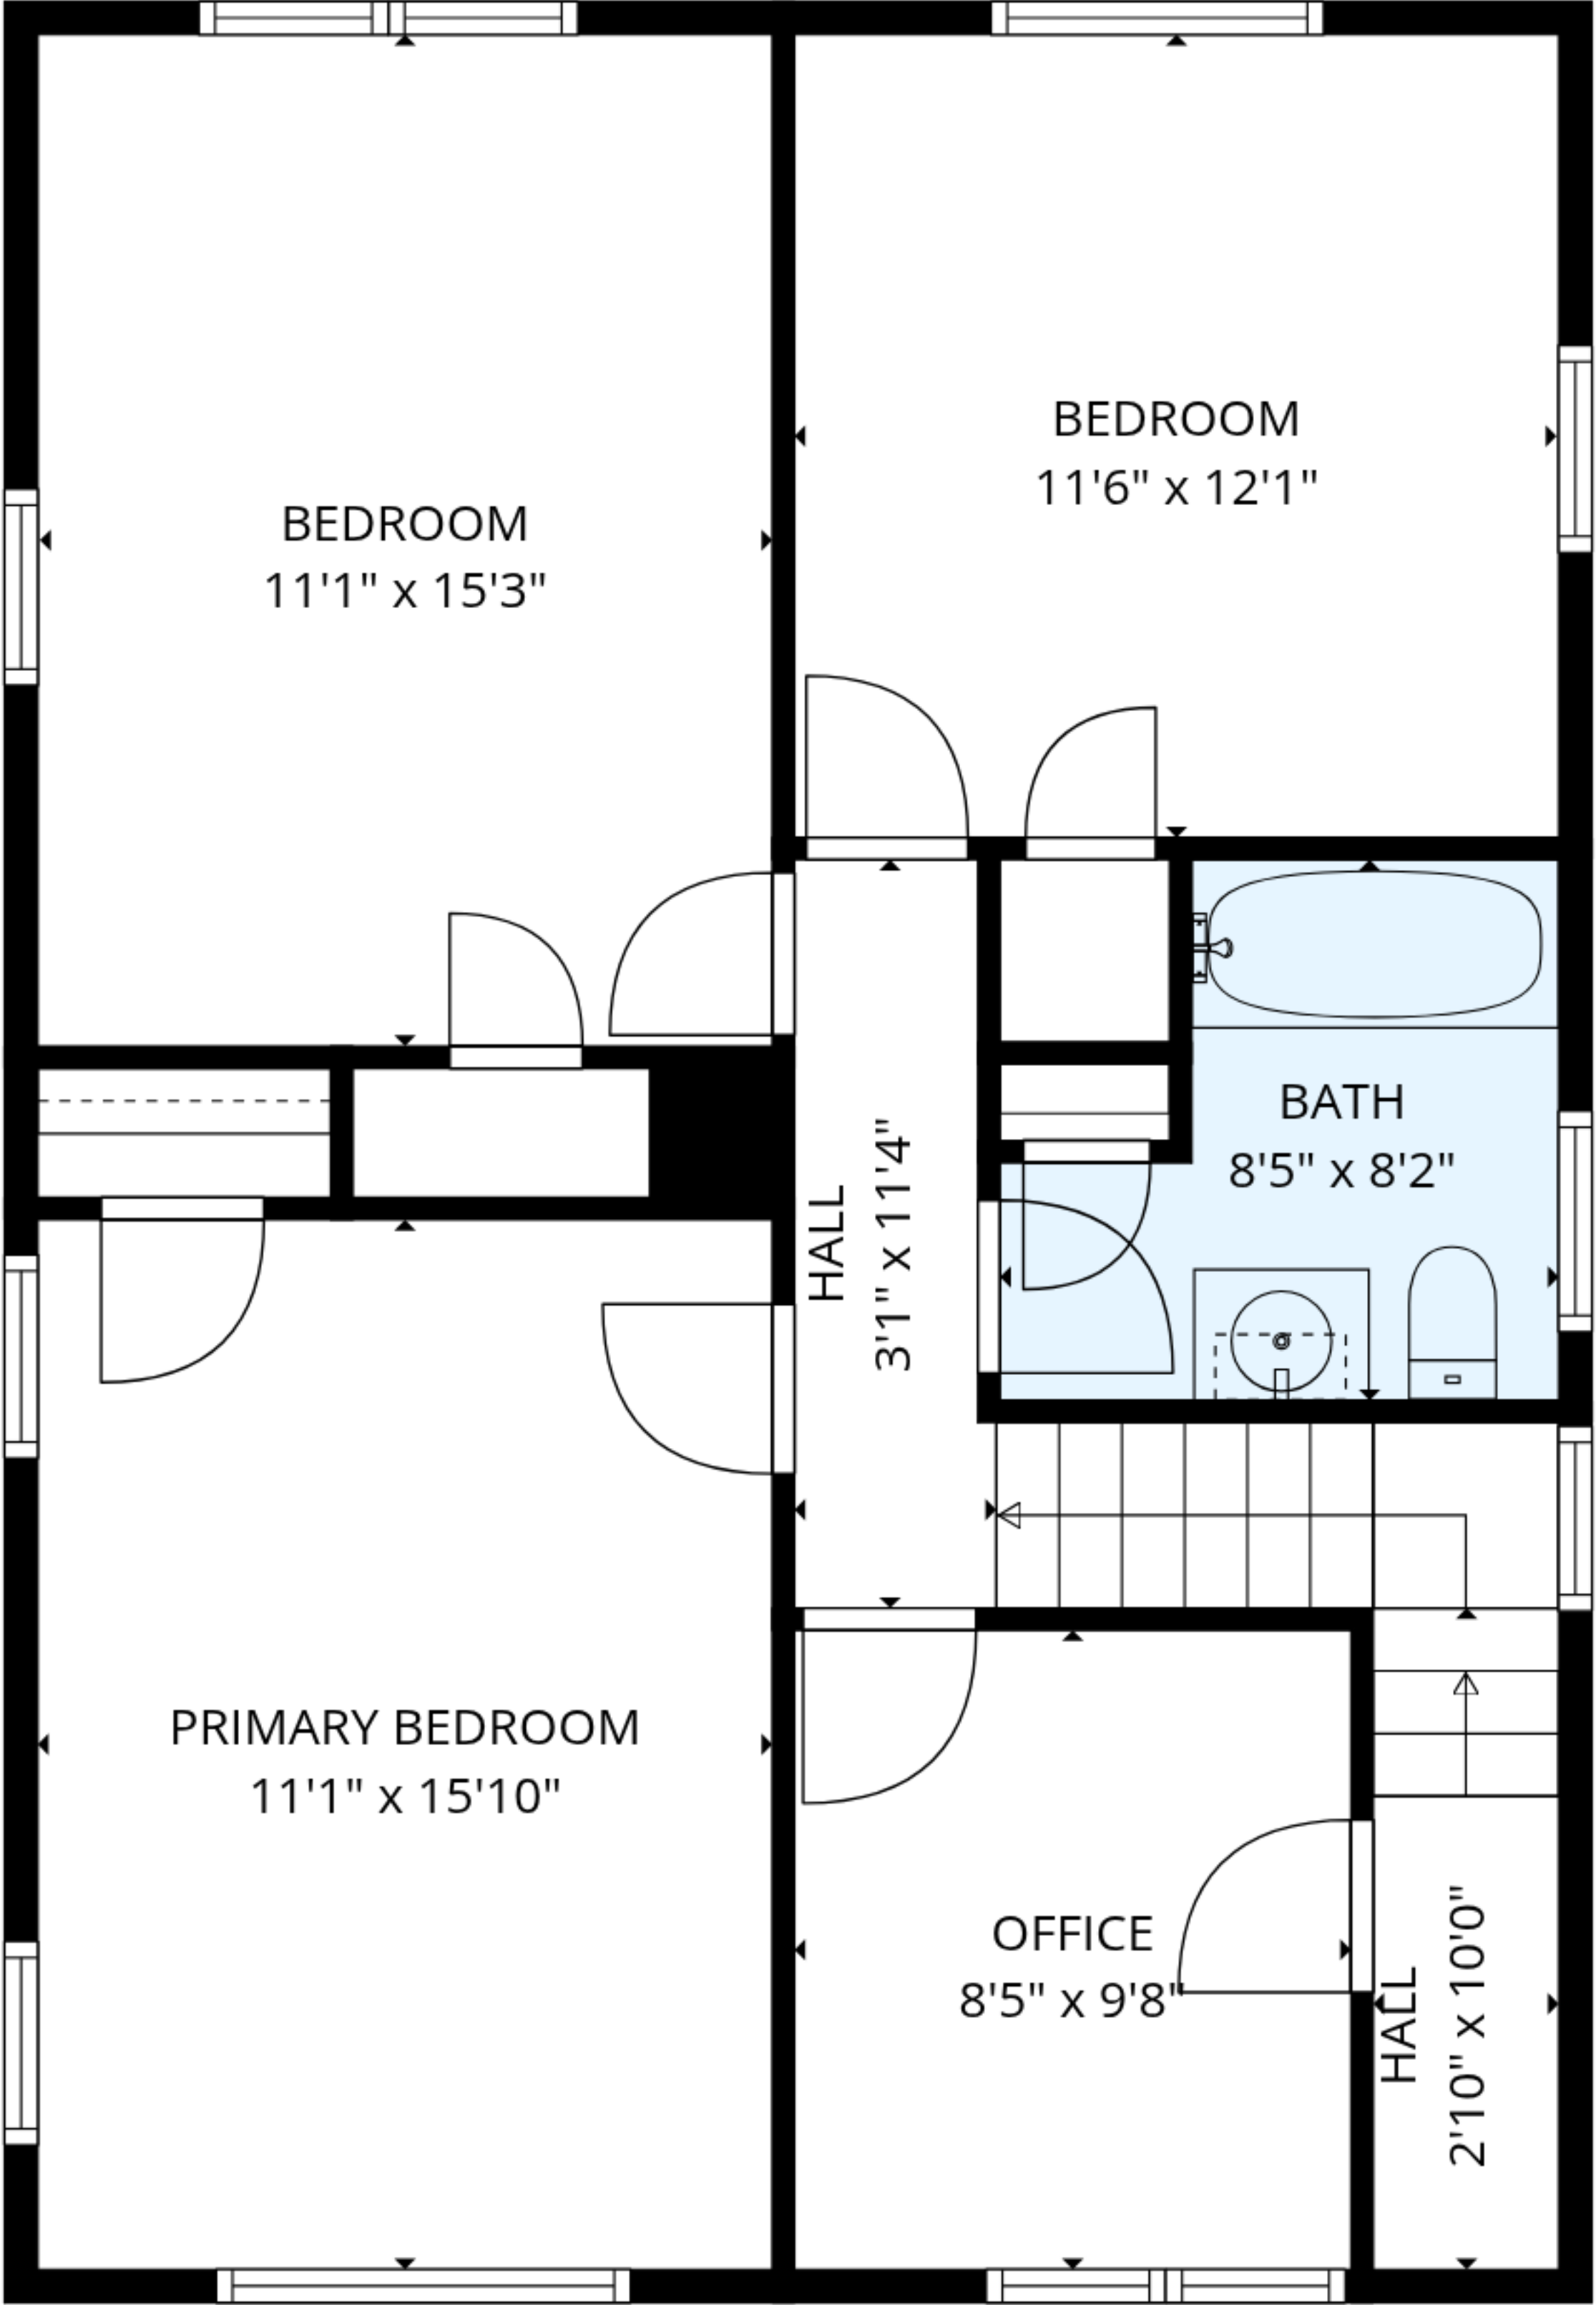 BEDROOM
11'6" x 12'1"
BEDROOM
11'1" x 15'3"
BATH
8'5" x 8'2"
HALL
3'1" x 11'4"
PRIMARY BEDROOM
11'1" x 15'10"
OFFICE
8'5" x 9'8"
HALL
2'10" x 10'0"